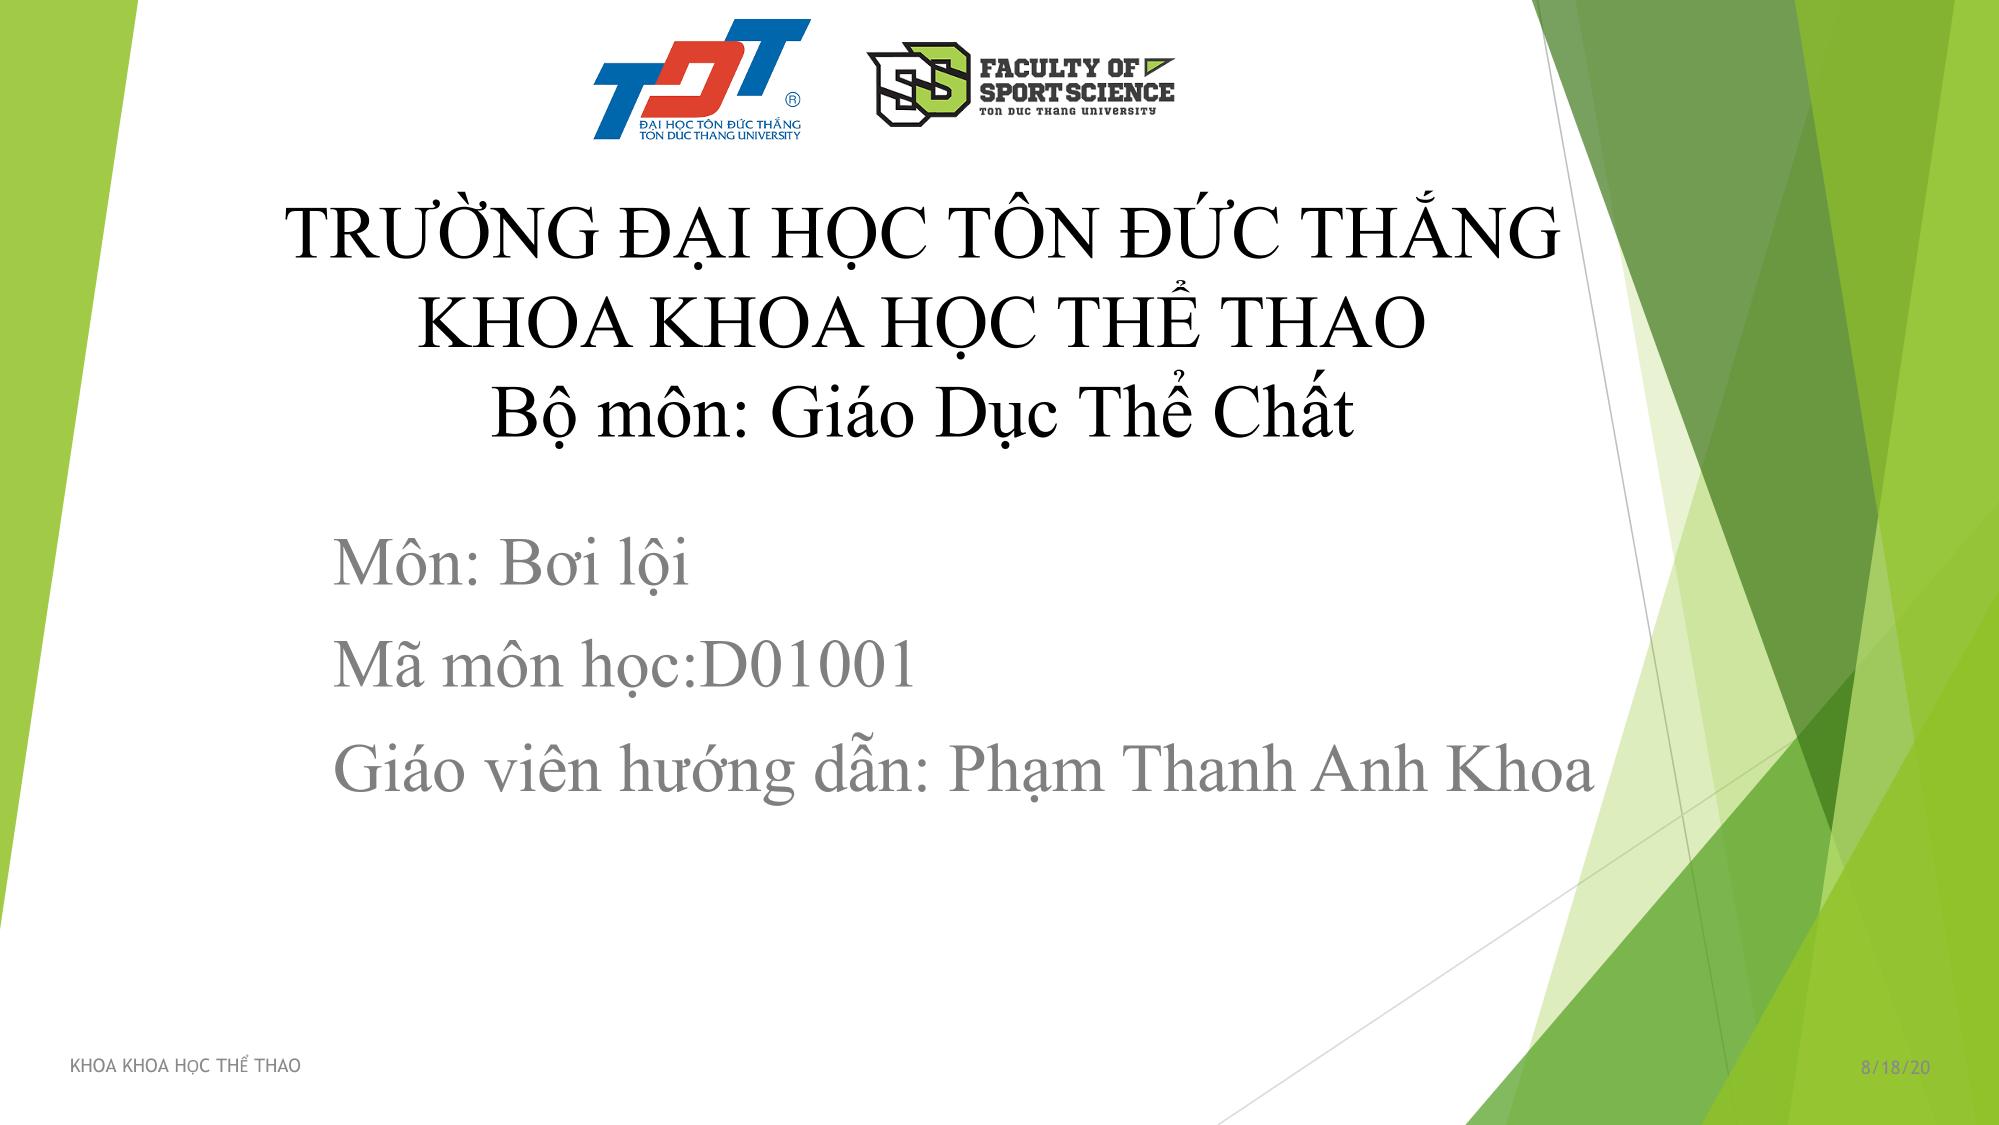 TDT ®
ĐẠI HỌC TÔN ĐỨC THẮNG
TON DUC THANG UNIVERSITY
FACULTY OF
SPORT SCIENCE
TON DUC THANG UNIVERSITY
TRƯỜNG ĐẠI HỌC TÔN ĐỨC THẮNG
KHOA KHOA HỌC THỂ THAO
Bộ môn: Giáo Dục Thể Chất
Môn: Bơi lội
Mã môn học:D01001
Giáo viên hướng dẫn: Phạm Thanh Anh Khoa
KHOA KHOA HỌC THỂ THAO
8/18/20